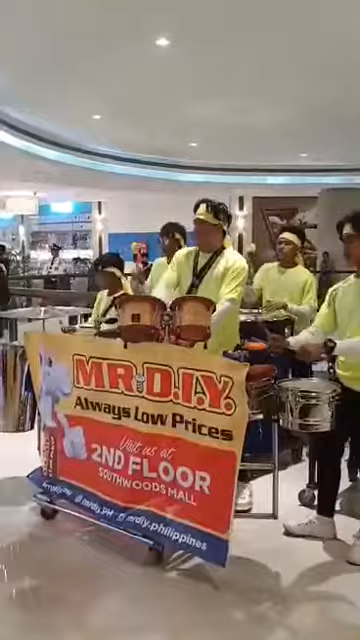 MR.D.I.Y.
Always Low Prices
Visit us at
2ND FLOOR
SOUTHWOODS MALL
mrdiy.PH
mrdiy.philippines